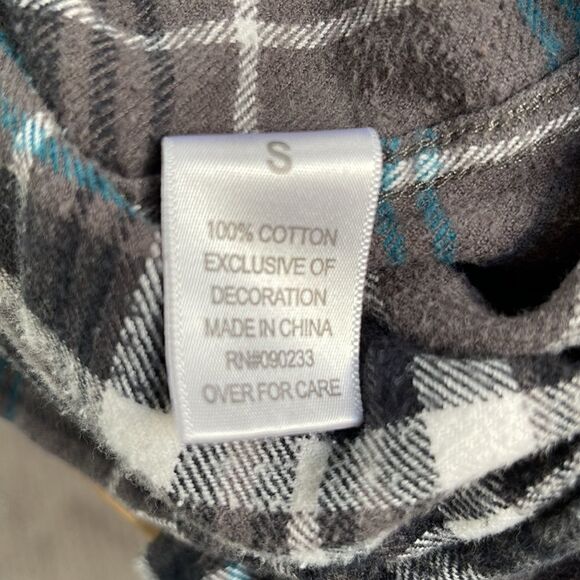 S
100% COTTON
EXCLUSIVE OF
DECORATION
MADE IN CHINA
RN#090233
OVER FOR CARE